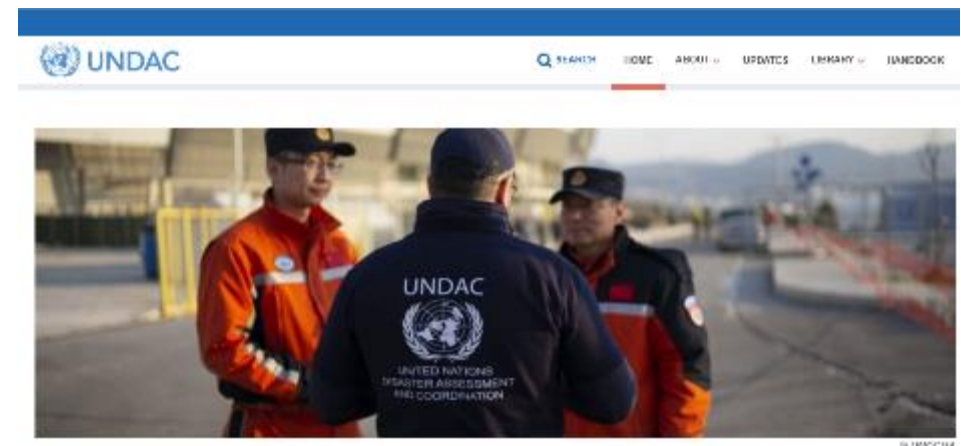 UNDAC
SEARCH HOME ABOUT UPDATES LIBRARY HANDBOOK
UNDAC
UNITED NATIONS
DISASTER ASSESSMENT
AND COORDINATION